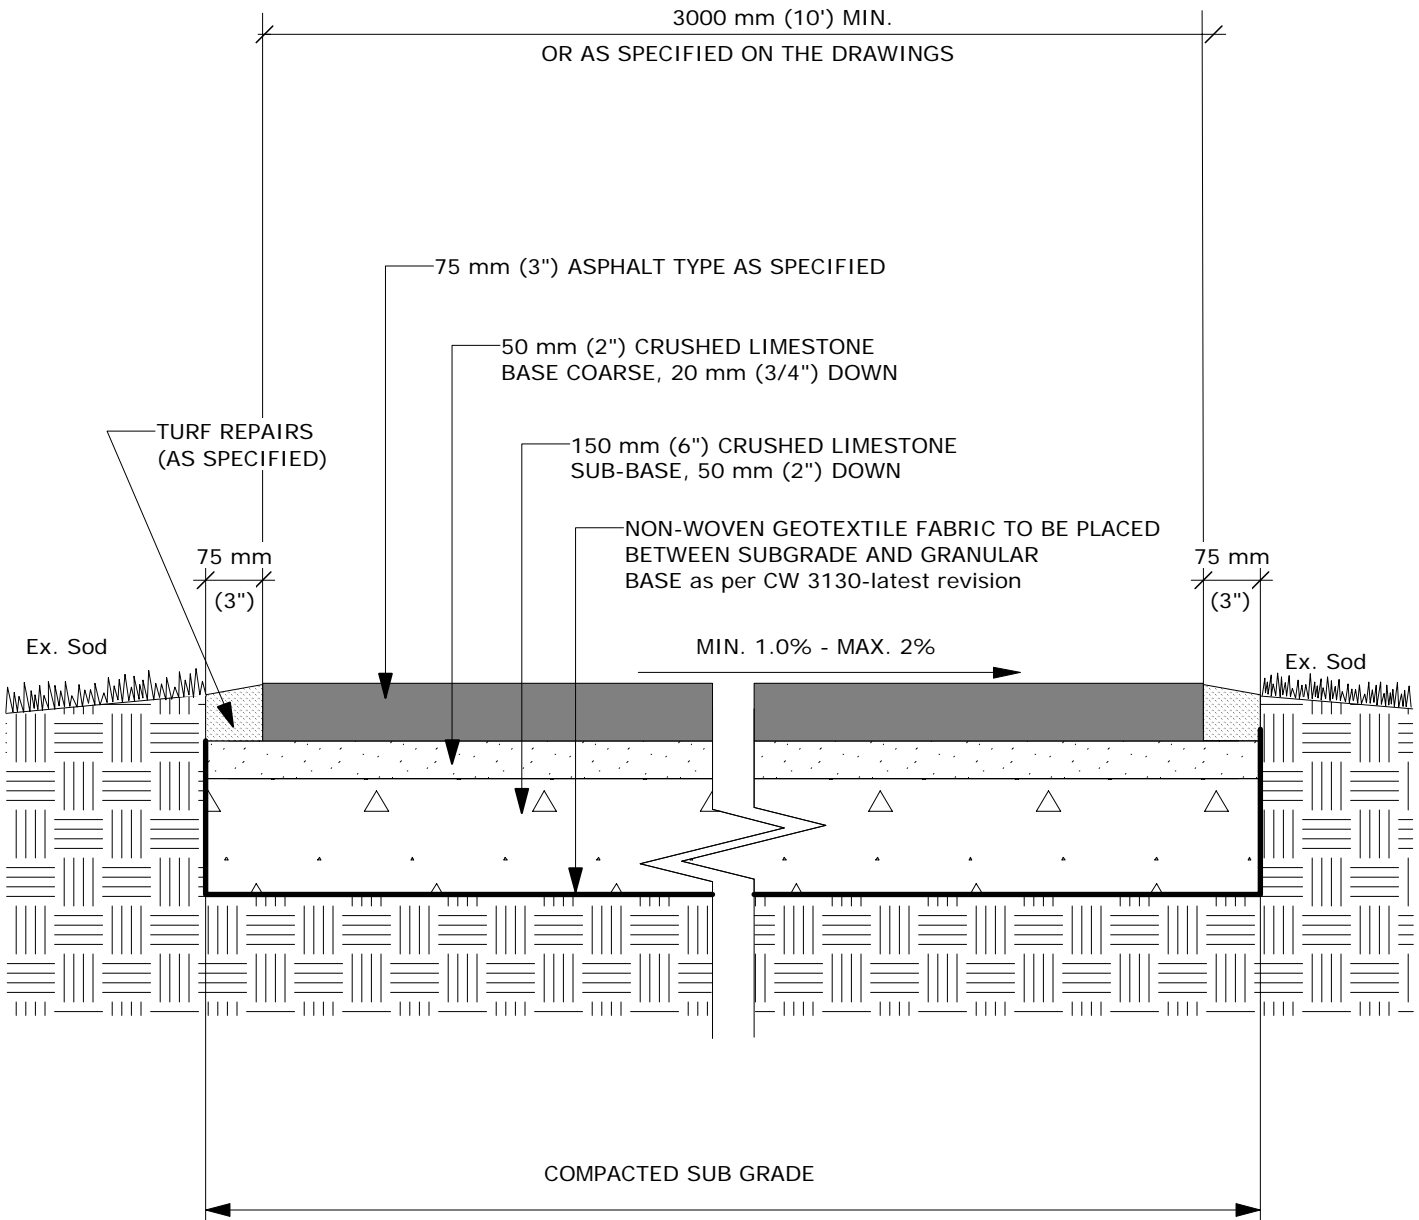 3000 mm (10') MIN.
OR AS SPECIFIED ON THE DRAWINGS
75 mm (3") ASPHALT TYPE AS SPECIFIED
50 mm (2") CRUSHED LIMESTONE
BASE COARSE, 20 mm (3/4") DOWN
TURF REPAIRS
(AS SPECIFIED)
150 mm (6") CRUSHED LIMESTONE
SUB-BASE, 50 mm (2") DOWN
NON-WOVEN GEOTEXTILE FABRIC TO BE PLACED
BETWEEN SUBGRADE AND GRANULAR
BASE as per CW 3130-latest revision
75 mm
(3")
75 mm
(3")
Ex. Sod
MIN. 1.0% - MAX. 2%
Ex. Sod
COMPACTED SUB GRADE